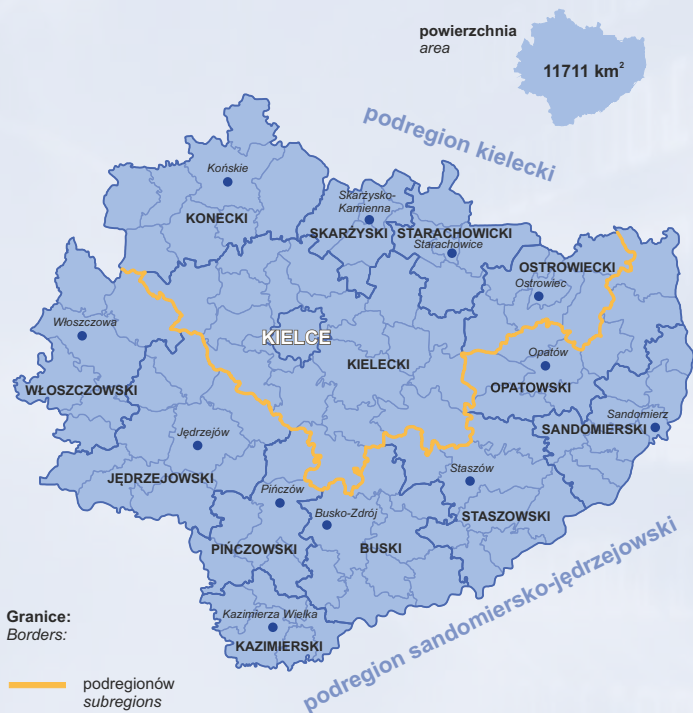 powierzchnia
area
11711 km²
podregion kielecki
Końskie
KONECKI
Skarżysko-
Kamienna
SKARŻYSKI
STARACHOWICKI
Starachowice
OSTROWIECKI
Ostrowiec
Włoszczowa
KIELCE
KIELECKI
Opatów
OPATOWSKI
WŁOSZCZOWSKI
Sandomierz
SANDOMIERSKI
Jędrzejów
JĘDRZEJOWSKI
Staszów
STASZOWSKI
Pińczów
PIŃCZOWSKI
Busko-Zdrój
BUSKI
Kazimierza Wielka
KAZIMIERSKI
podregion sandomiersko-jędrzejowski
Granice:
Borders:
podregionów
subregions